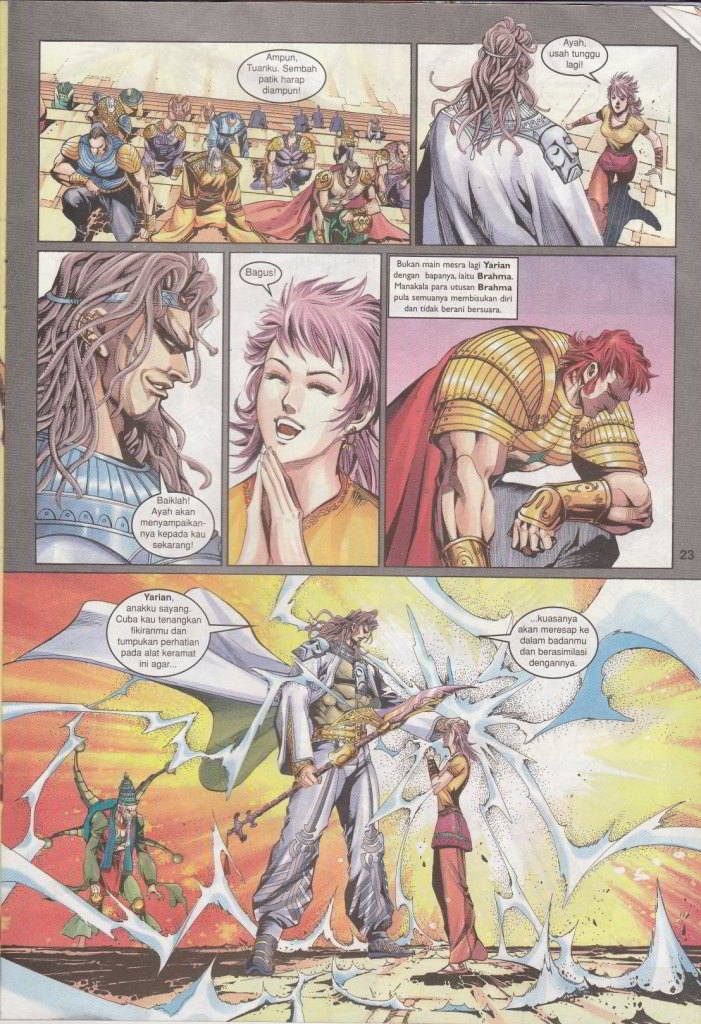 Ampun,
Tuanku. Sembah
patik harap
diampun!
Ayah,
usah tunggu
lagi!
Baiklah!
Ayah akan
menyampaikan-
nya kepada kau
sekarang!
Bagus!
Bukan main mesra lagi Yarian
dengan bapanya, iaitu Brahma.
Manakala para utusan Brahma
pula semuanya membisukan diri
dan tidak berani bersuara.
23
Yarian,
anakku sayang.
Cuba kau tenangkan
fikiranmu dan
tumpukan perhatian
pada alat keramat
ini agar...
...kuasanya
akan meresap ke
dalam badanmu
dan berasimilasi
dengannya.